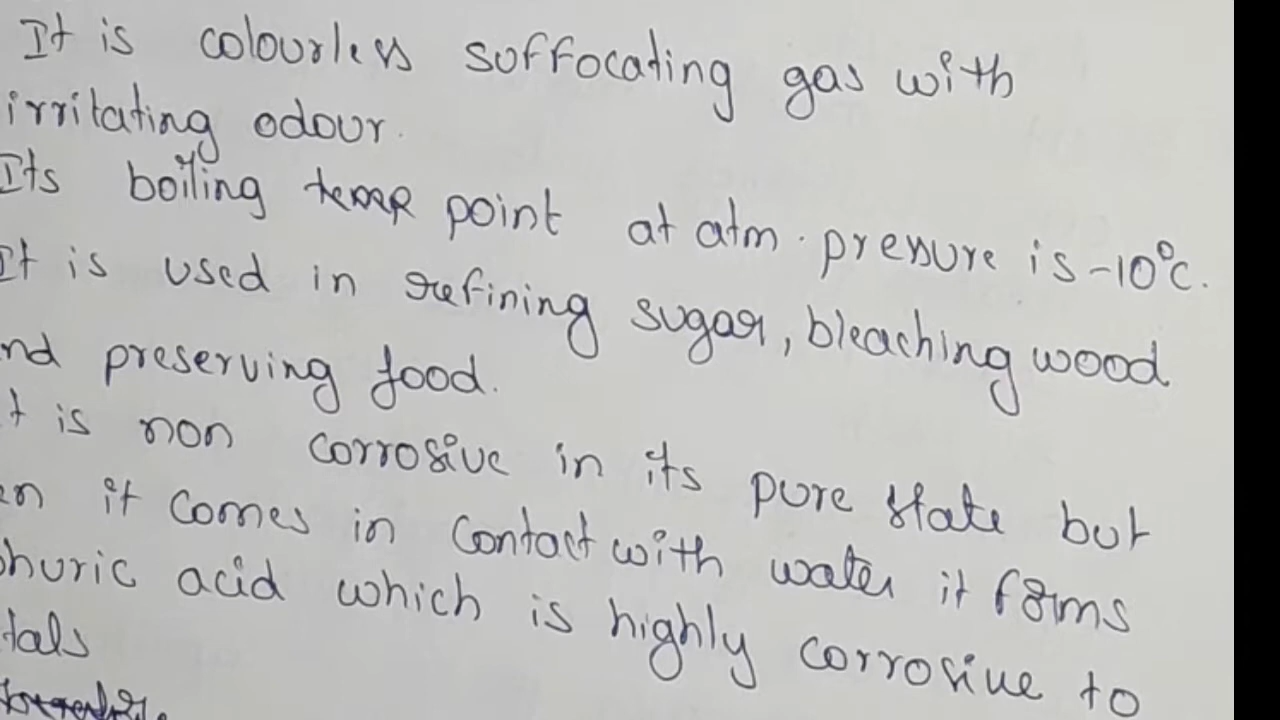 It is colourless suffocating gas with
irritating odour.
Its boiling temp point at atm. pressure is -10°c.
It is used in refining sugar, bleaching wood
nd preserving food.
t is non corrosive in its pure state but
en it comes in contact with water it forms
phuric acid which is highly corrosive to
tals